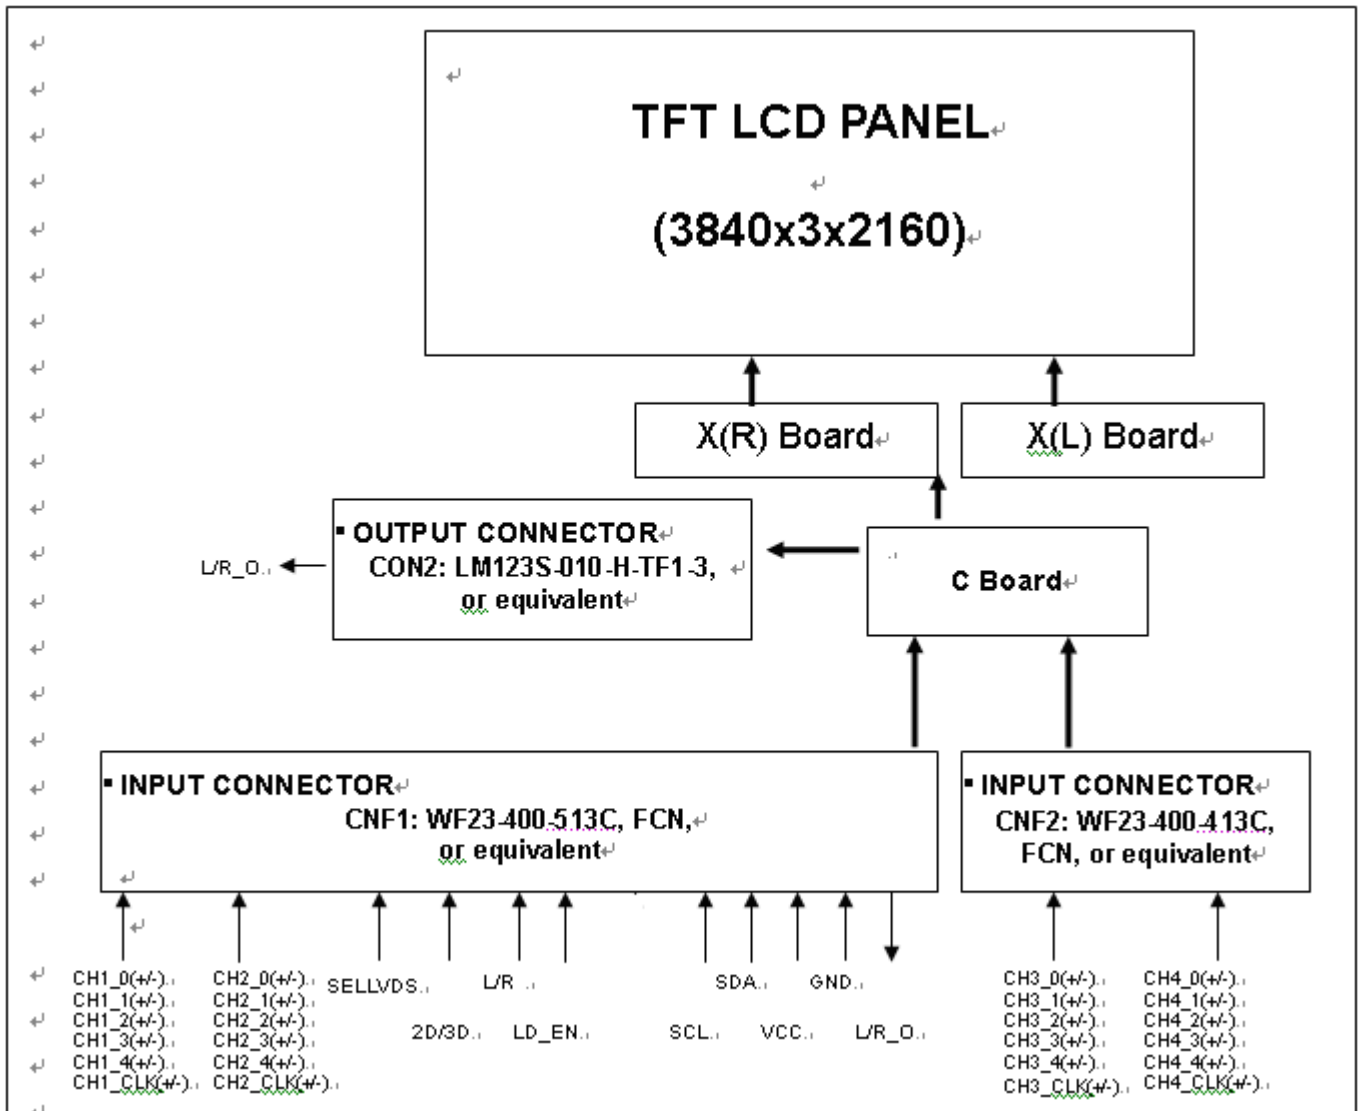 TFT LCD PANEL
(3840x3x2160)
X(R) Board
X(L) Board
▪ OUTPUT CONNECTOR
CON2: LM123S-010-H-TF1-3,
or equivalent
L/R_O
C Board
▪ INPUT CONNECTOR
CNF1: WF23-400-513C, FCN,
or equivalent
▪ INPUT CONNECTOR
CNF2: WF23-400-413C,
FCN, or equivalent
CH1_0(+/-)
CH1_1(+/-)
CH1_2(+/-)
CH1_3(+/-)
CH1_4(+/-)
CH1_CLK(+/-)
CH2_0(+/-)
CH2_1(+/-)
CH2_2(+/-)
CH2_3(+/-)
CH2_4(+/-)
CH2_CLK(+/-)
SELLVDS
2D/3D
L/R
LD_EN
SCL
SDA
VCC
GND
L/R_O
CH3_0(+/-)
CH3_1(+/-)
CH3_2(+/-)
CH3_3(+/-)
CH3_4(+/-)
CH3_CLK(+/-)
CH4_0(+/-)
CH4_1(+/-)
CH4_2(+/-)
CH4_3(+/-)
CH4_4(+/-)
CH4_CLK(+/-)